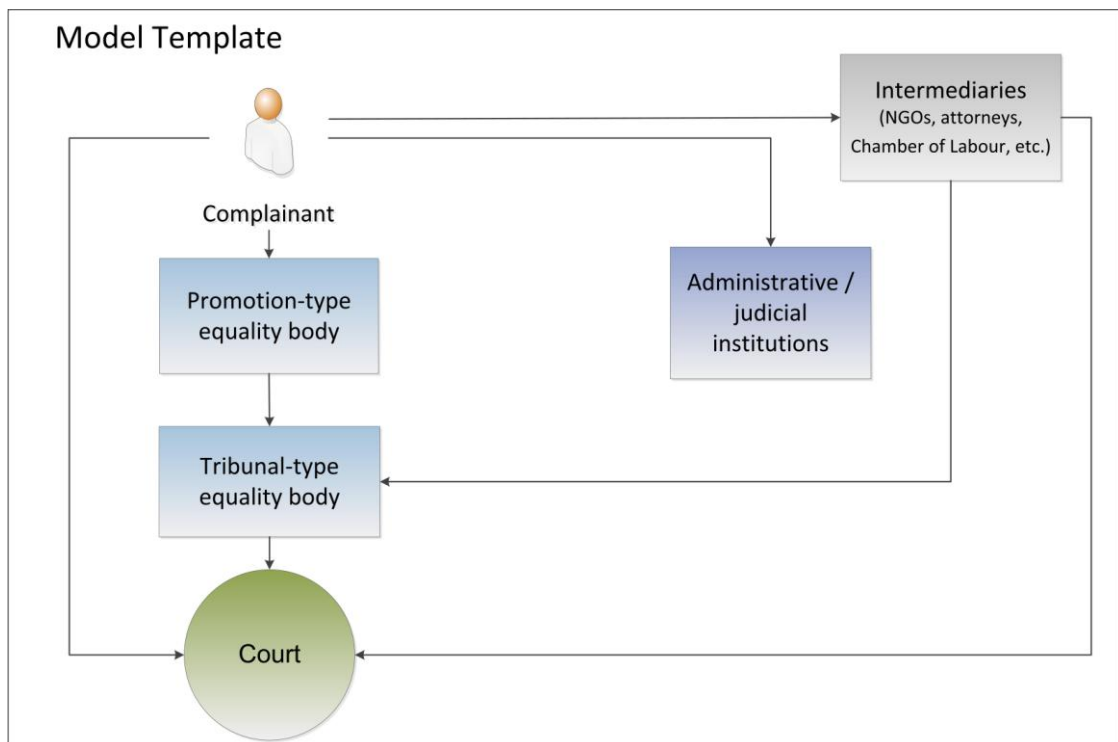 Model Template
Intermediaries
(NGOs, attorneys,
Chamber of Labour, etc.)
Complainant
Promotion-type
equality body
Administrative /
judicial
institutions
Tribunal-type
equality body
Court